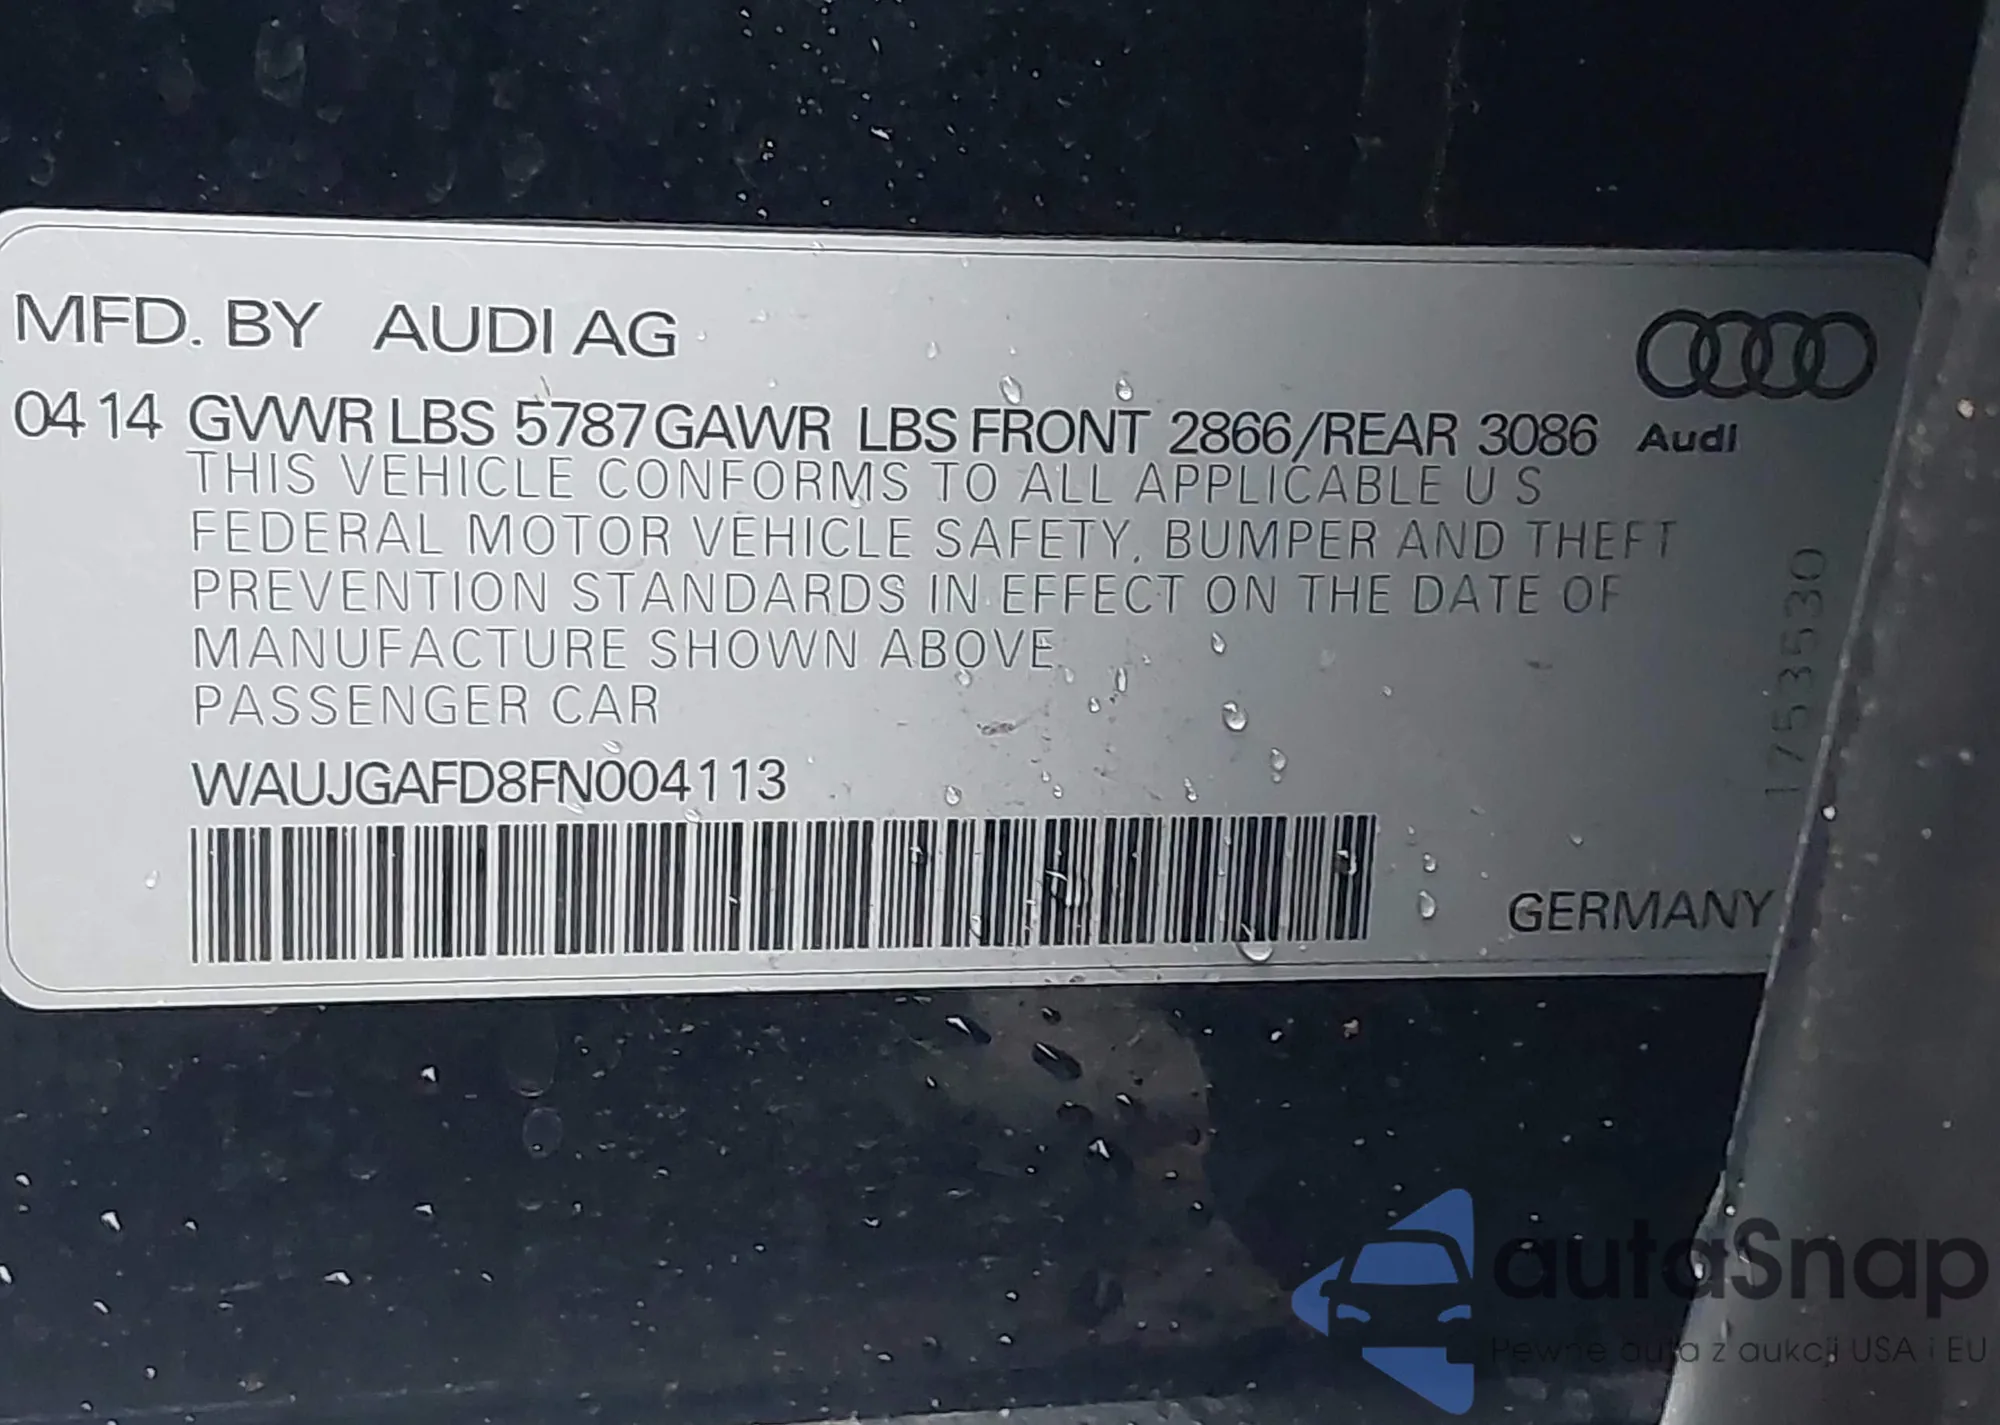 MFD. BY AUDI AG
04 14 GVWR LBS 5787 GAWR LBS FRONT 2866/REAR 3086
Audi
THIS VEHICLE CONFORMS TO ALL APPLICABLE U S
FEDERAL MOTOR VEHICLE SAFETY, BUMPER AND THEFT
PREVENTION STANDARDS IN EFFECT ON THE DATE OF
MANUFACTURE SHOWN ABOVE.
PASSENGER CAR
WAUJGAFD8FN004113
GERMANY
1753530
autaSnap
Pewne auta z aukcji USA i EU